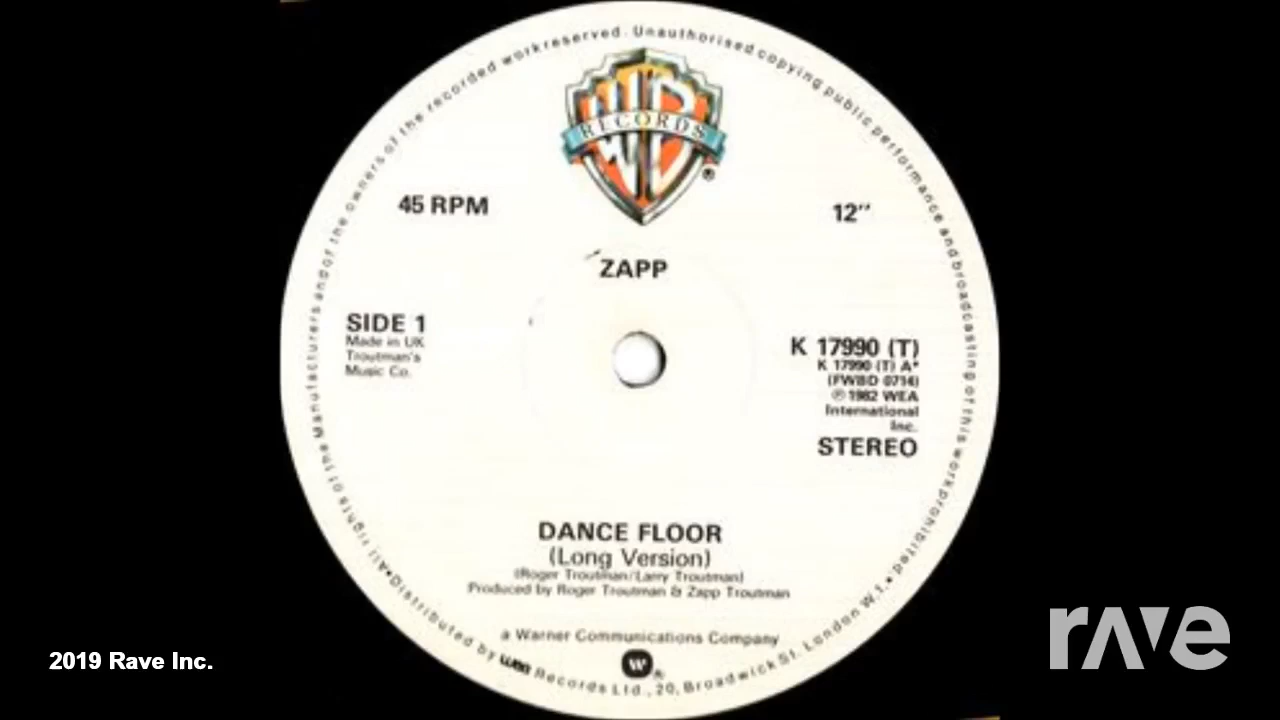 All rights of the Manufacturers and of the owners of the recorded work reserved. Unauthorised copying public performance and broadcasting of this work prohibited.
WB
RECORDS
®
45 RPM
12"
ZAPP
SIDE 1
Made in UK
Troutman's
Music Co.
K 17990 (T)
K 17990 (T) A*
(FWBD 0714)
℗ 1982 WEA
International
Inc.
STEREO
DANCE FLOOR
(Long Version)
(Roger Troutman/Larry Troutman)
Produced by Roger Troutman & Zapp Troutman
a Warner Communications Company
W®
Distributed by wea Records Ltd., 20, Broadwick St. London W.1.
2019 Rave Inc.
rave